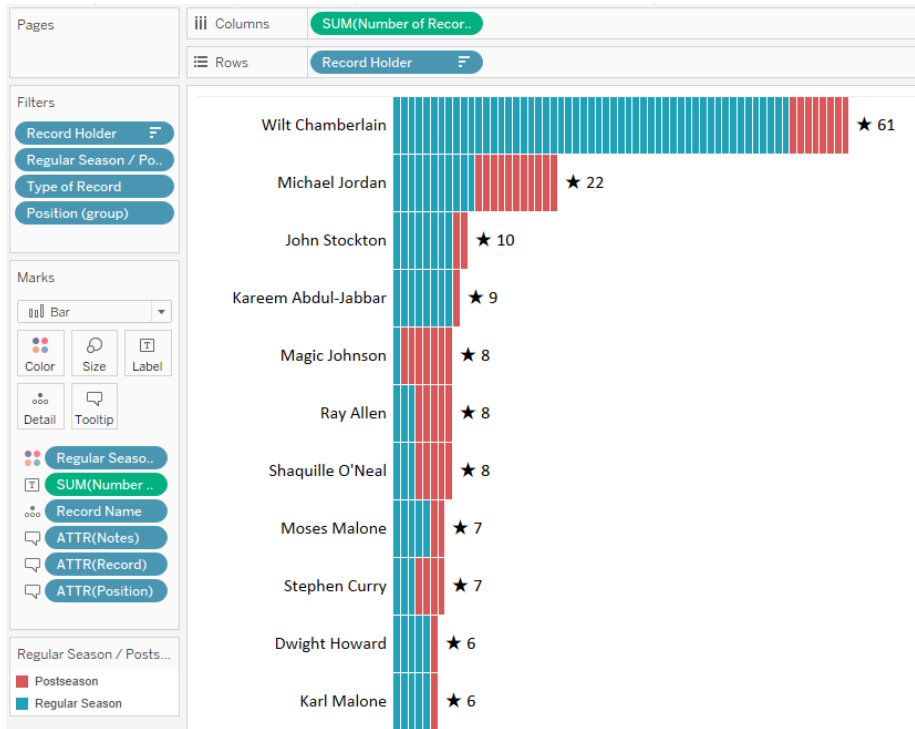 Pages
Columns
SUM(Number of Recor..
Rows
Record Holder
Filters
Record Holder
Regular Season / Po..
Type of Record
Position (group)
Marks
Bar
Color
Size
T
Label
Detail
Tooltip
Regular Seaso..
T
SUM(Number ..
Record Name
ATTR(Notes)
ATTR(Record)
ATTR(Position)
Regular Season / Posts...
Postseason
Regular Season
Wilt Chamberlain ★ 61
Michael Jordan ★ 22
John Stockton ★ 10
Kareem Abdul-Jabbar ★ 9
Magic Johnson ★ 8
Ray Allen ★ 8
Shaquille O'Neal ★ 8
Moses Malone ★ 7
Stephen Curry ★ 7
Dwight Howard ★ 6
Karl Malone ★ 6